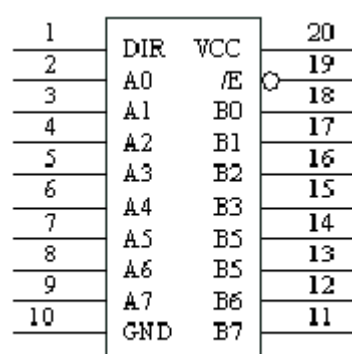 1 DIR VCC 20
2 A0 /E 19
3 A1 B0 18
4 A2 B1 17
5 A3 B2 16
6 A4 B3 15
7 A5 B5 14
8 A6 B5 13
9 A7 B6 12
10 GND B7 11